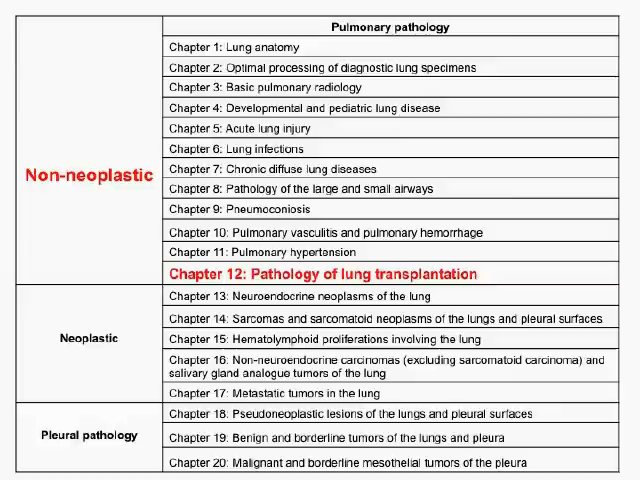 Pulmonary pathology
Non-neoplastic
Chapter 1: Lung anatomy
Chapter 2: Optimal processing of diagnostic lung specimens
Chapter 3: Basic pulmonary radiology
Chapter 4: Developmental and pediatric lung disease
Chapter 5: Acute lung injury
Chapter 6: Lung infections
Chapter 7: Chronic diffuse lung diseases
Chapter 8: Pathology of the large and small airways
Chapter 9: Pneumoconiosis
Chapter 10: Pulmonary vasculitis and pulmonary hemorrhage
Chapter 11: Pulmonary hypertension
Chapter 12: Pathology of lung transplantation
Neoplastic
Chapter 13: Neuroendocrine neoplasms of the lung
Chapter 14: Sarcomas and sarcomatoid neoplasms of the lungs and pleural surfaces
Chapter 15: Hematolymphoid proliferations involving the lung
Chapter 16: Non-neuroendocrine carcinomas (excluding sarcomatoid carcinoma) and
salivary gland analogue tumors of the lung
Chapter 17: Metastatic tumors in the lung
Pleural pathology
Chapter 18: Pseudoneoplastic lesions of the lungs and pleural surfaces
Chapter 19: Benign and borderline tumors of the lungs and pleura
Chapter 20: Malignant and borderline mesothelial tumors of the pleura